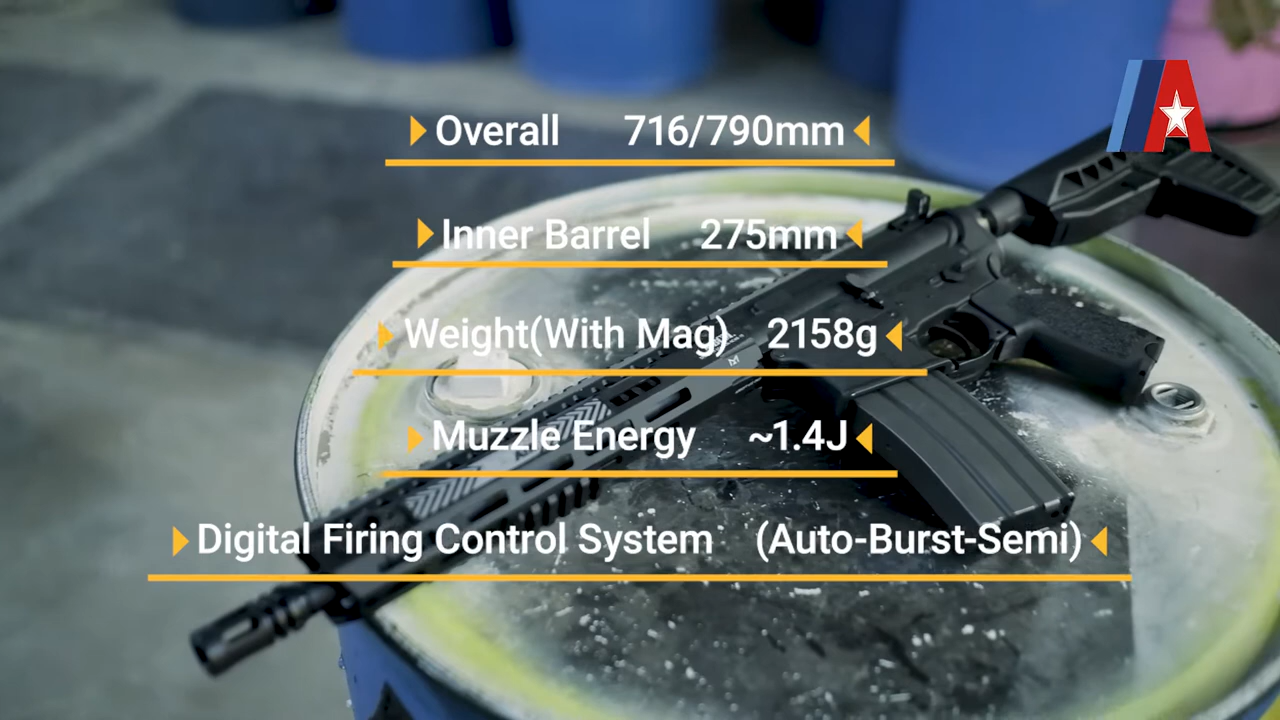 Overall 716/790mm
Inner Barrel 275mm
Weight(With Mag) 2158g
Muzzle Energy ~1.4J
Digital Firing Control System (Auto-Burst-Semi)